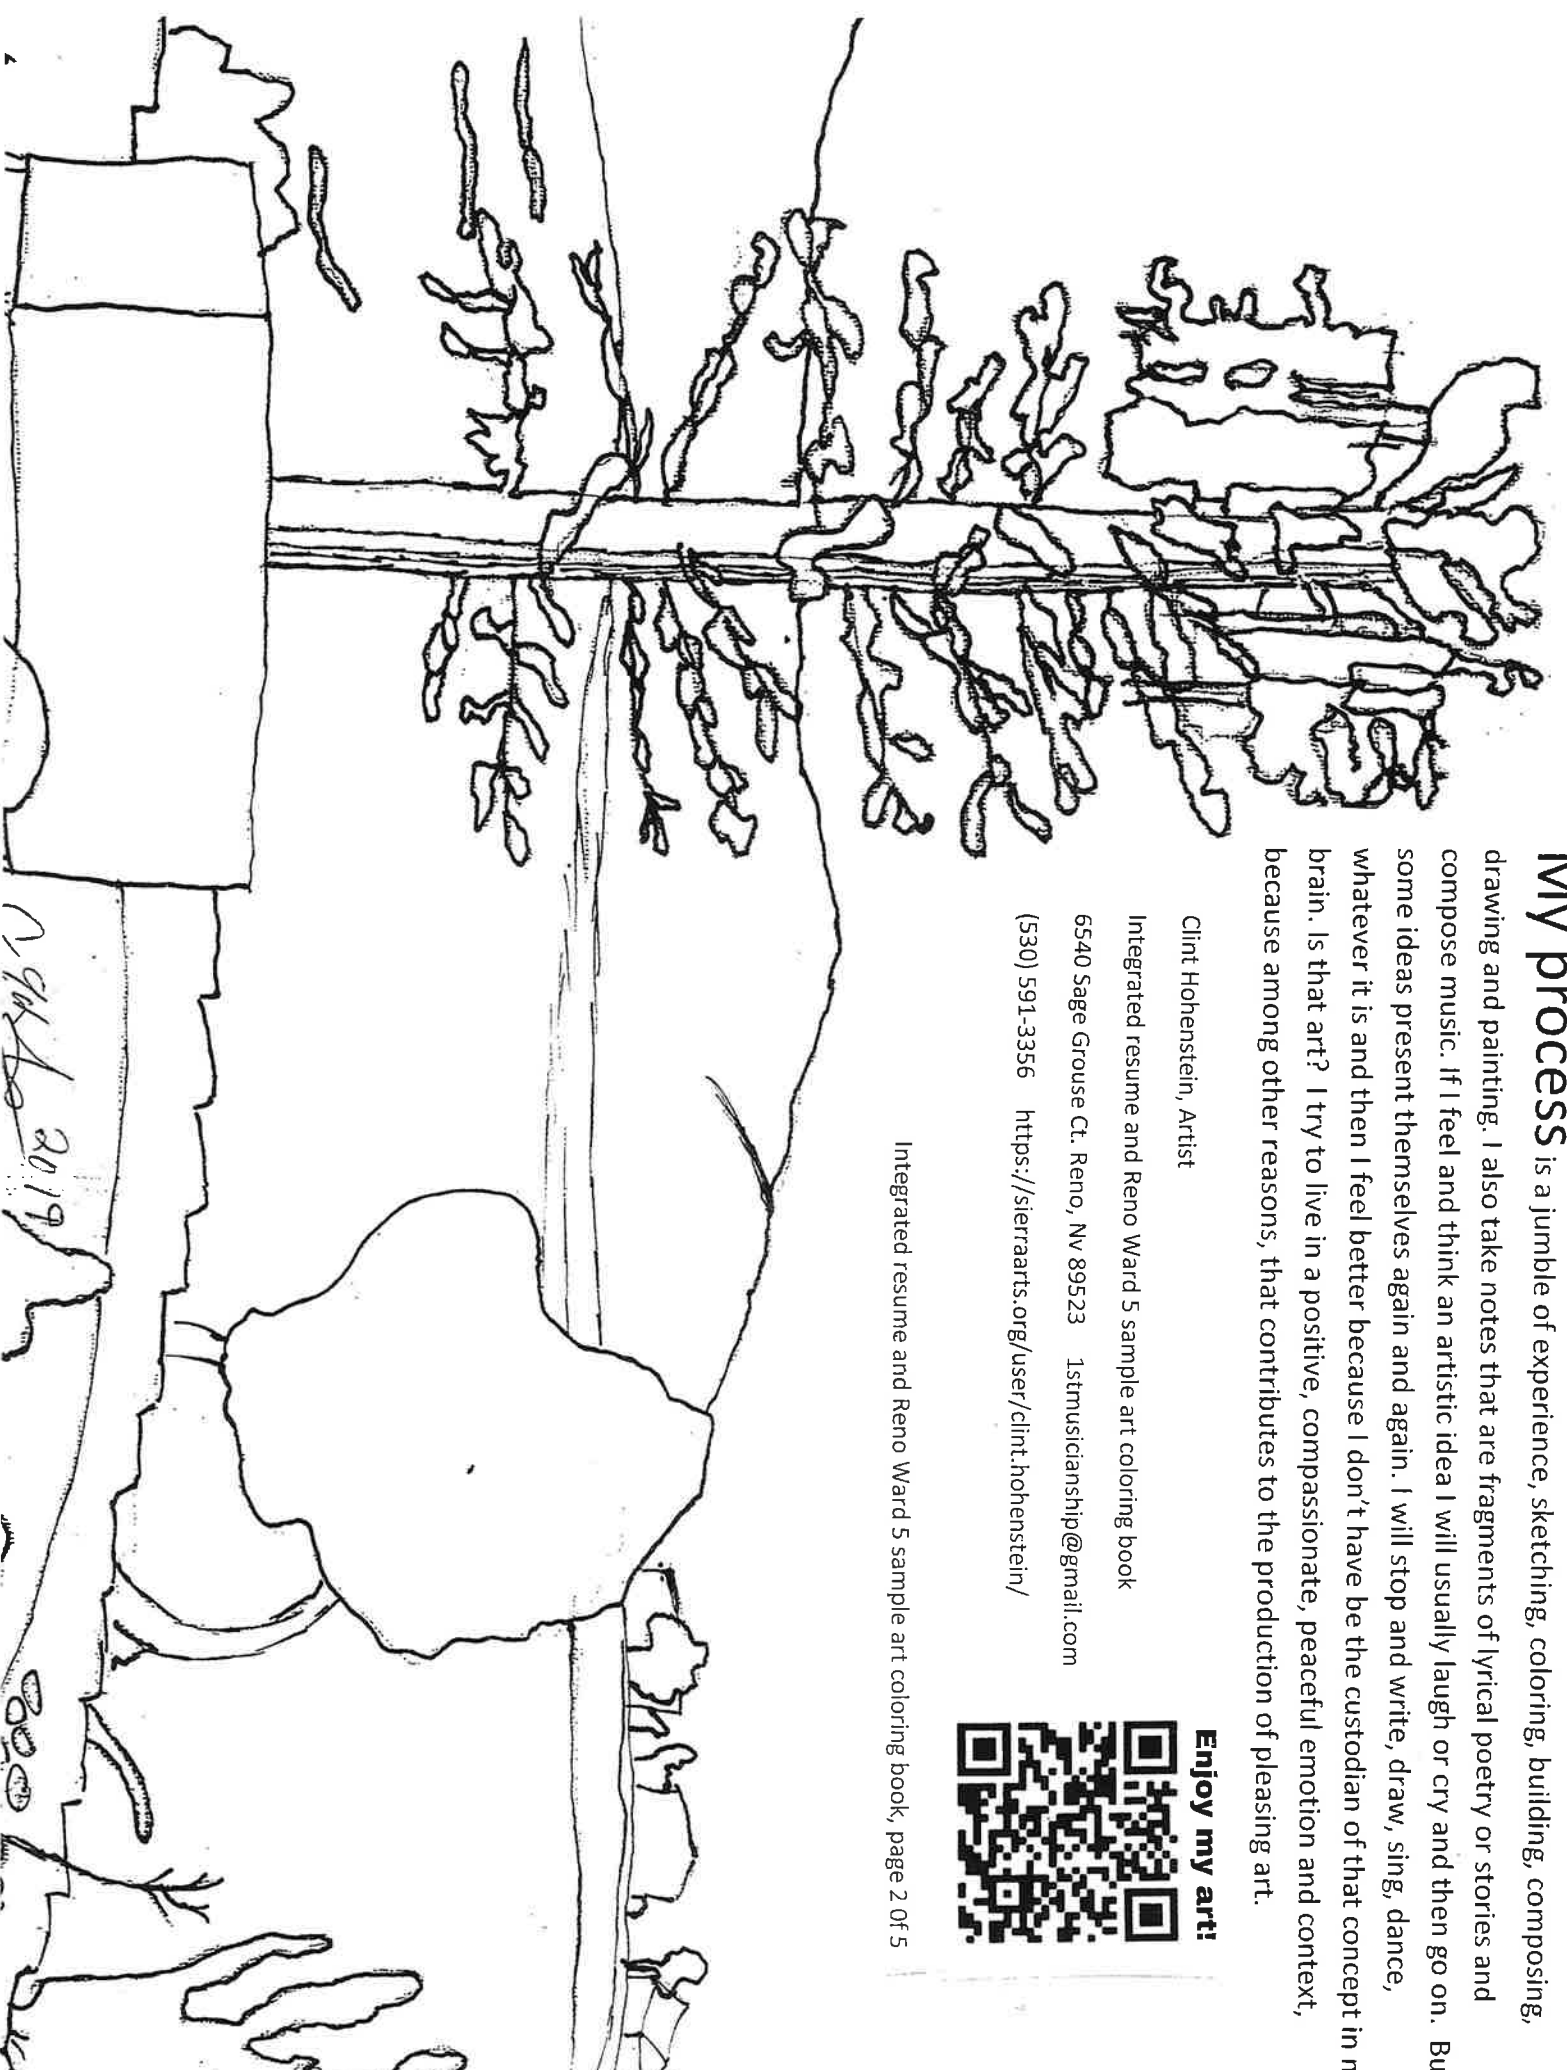 My process is a jumble of experience, sketching, coloring, building, composing,
drawing and painting. I also take notes that are fragments of lyrical poetry or stories and
compose music. If I feel and think an artistic idea I will usually laugh or cry and then go on. Bu
some ideas present themselves again and again. I will stop and write, draw, sing, dance,
whatever it is and then I feel better because I don't have be the custodian of that concept in m
brain. Is that art? I try to live in a positive, compassionate, peaceful emotion and context,
because among other reasons, that contributes to the production of pleasing art.
Enjoy my art!
Clint Hohenstein, Artist
Integrated resume and Reno Ward 5 sample art coloring book
6540 Sage Grouse Ct. Reno, Nv 89523 1stmusicianship@gmail.com
(530) 591-3356 https://sierraarts.org/user/clint.hohenstein/
Integrated resume and Reno Ward 5 sample art coloring book, page 2 0f 5
2019